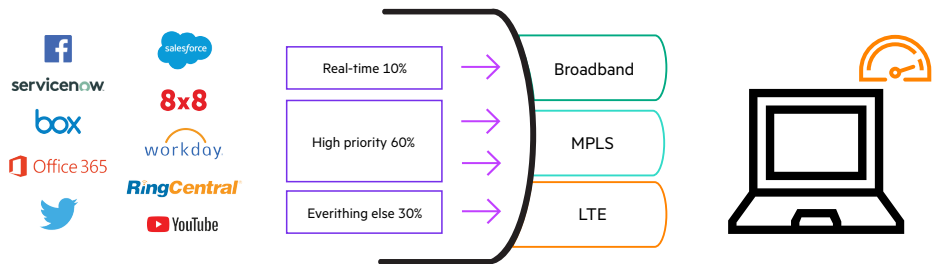 servicenow
box
Office 365
salesforce
8x8
workday
RingCentral
YouTube
Real-time 10%
High priority 60%
Everithing else 30%
Broadband
MPLS
LTE